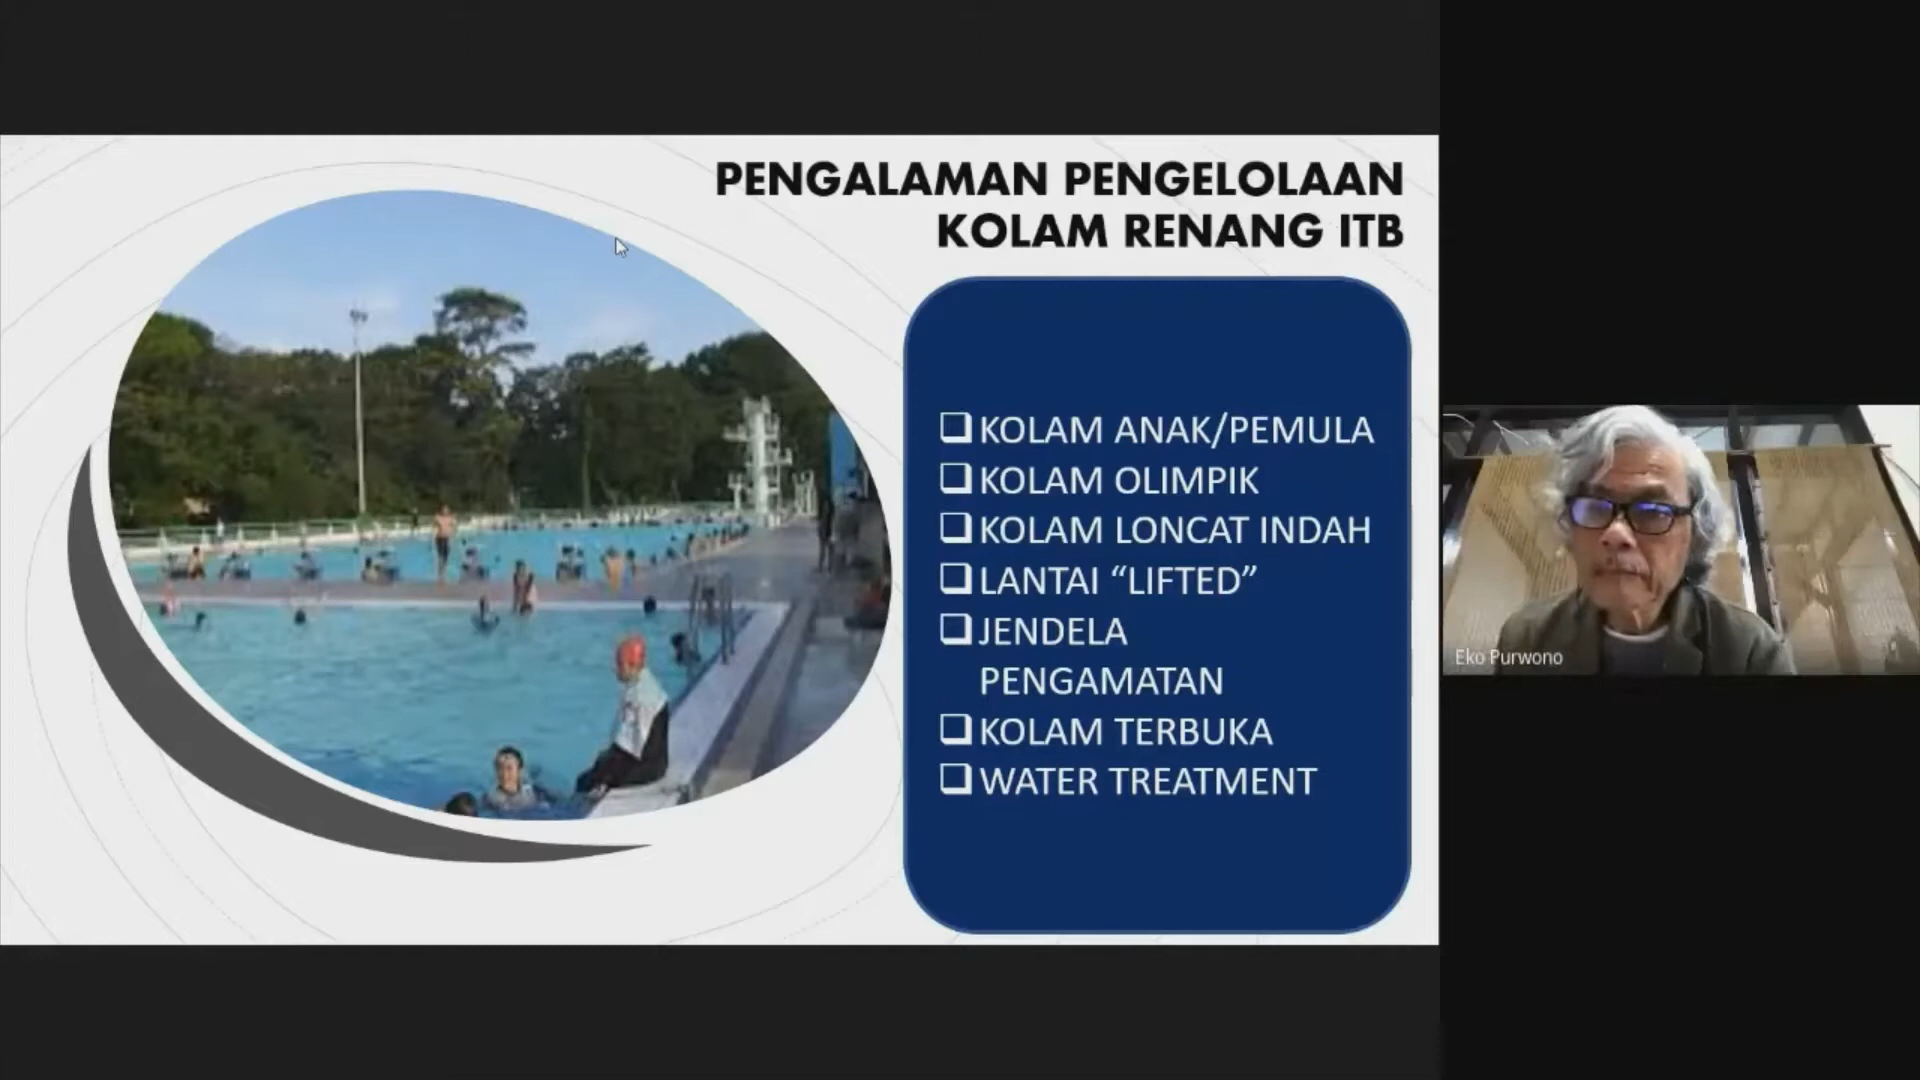 PENGALAMAN PENGELOLAAN
KOLAM RENANG ITB
❑KOLAM ANAK/PEMULA
❑KOLAM OLIMPIK
❑KOLAM LONCAT INDAH
❑LANTAI “LIFTED”
❑JENDELA
PENGAMATAN
❑KOLAM TERBUKA
❑WATER TREATMENT
Eko Purwono